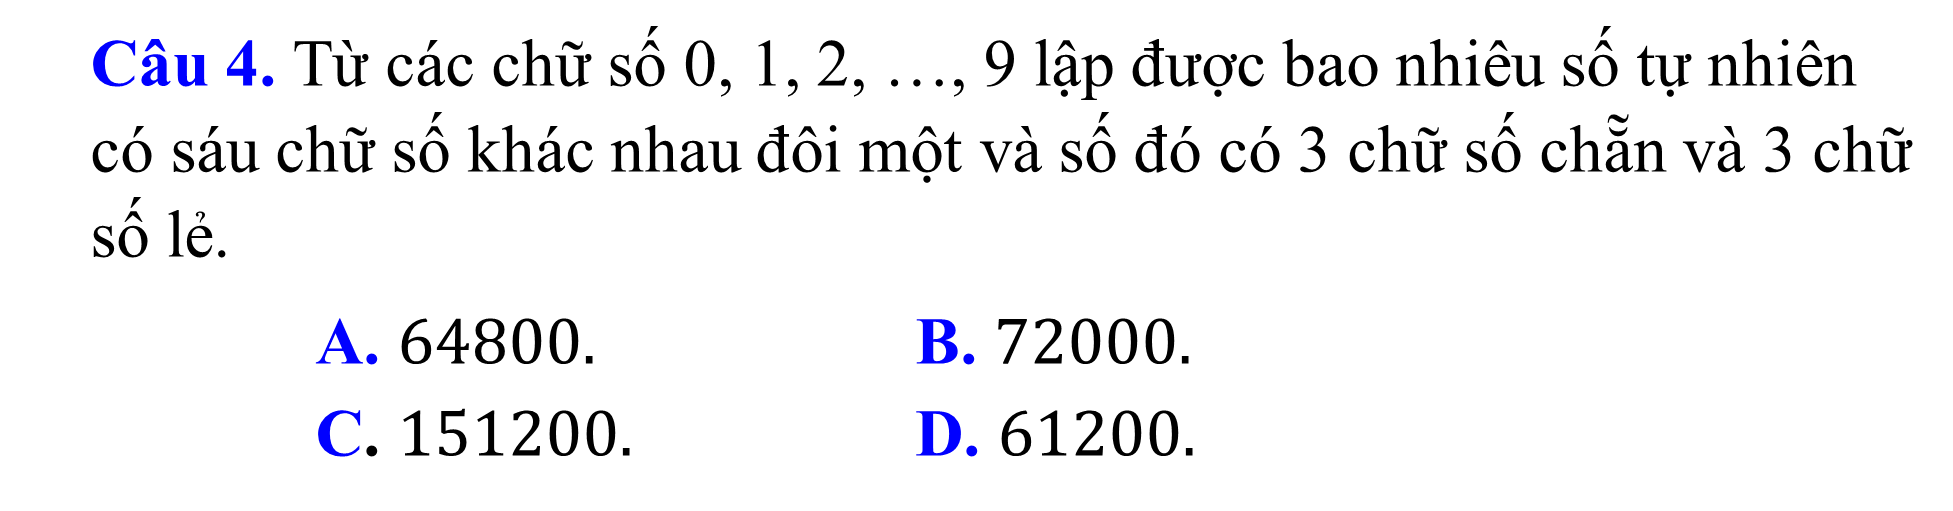 Câu 4. Từ các chữ số 0, 1, 2, …, 9 lập được bao nhiêu số tự nhiên
có sáu chữ số khác nhau đôi một và số đó có 3 chữ số chẵn và 3 chữ
số lẻ.
A. 64800. B. 72000.
C. 151200. D. 61200.